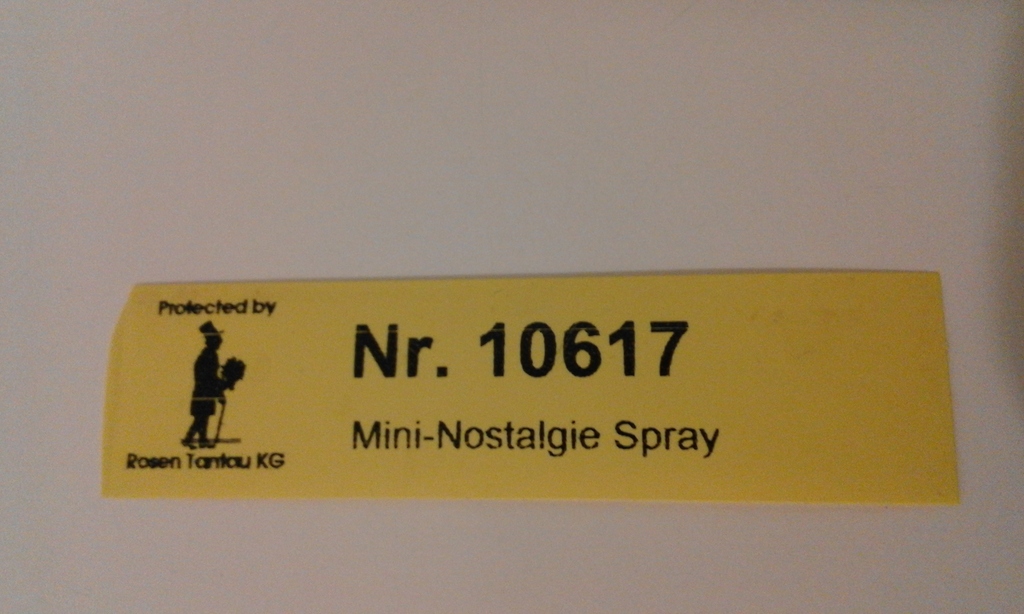 Protected by
Nr. 10617
Mini-Nostalgie Spray
Rosen Tantau KG